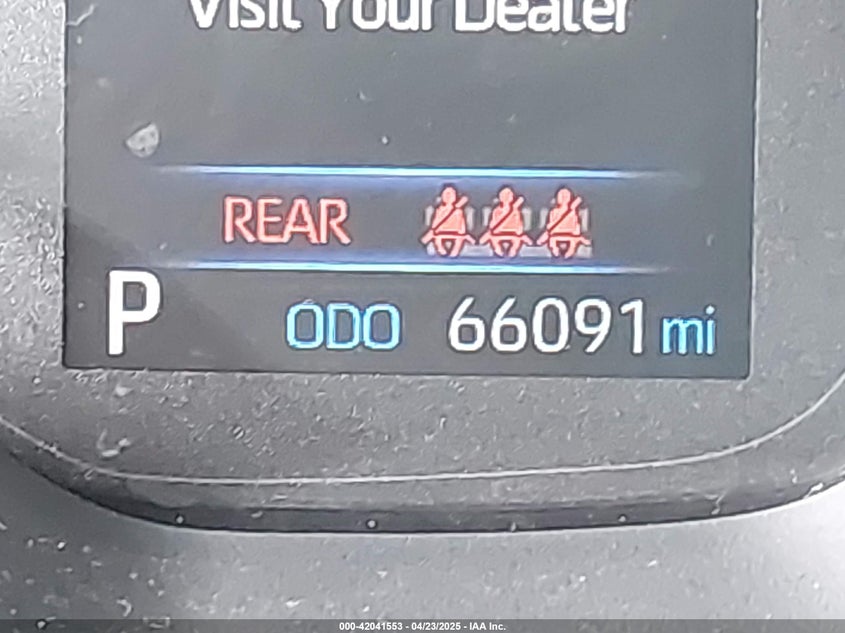 Visit Your Dealer
REAR
P ODO 66091 mi
000-42041553 - 04/23/2025 - IAA Inc.